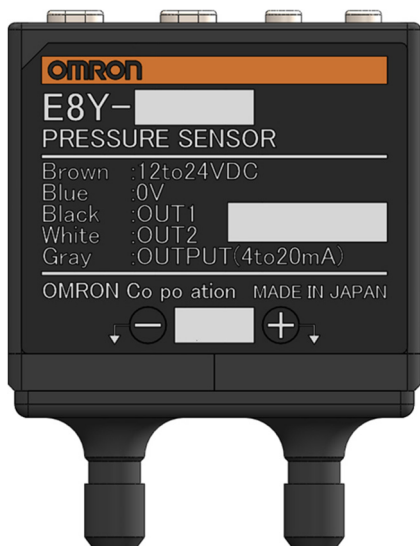 OMRON
E8Y-
PRESSURE SENSOR
Brown :12to24VDC
Blue :0V
Black :OUT1
White :OUT2
Gray :OUTPUT(4to20mA)
OMRON Co po ation MADE IN JAPAN
− +